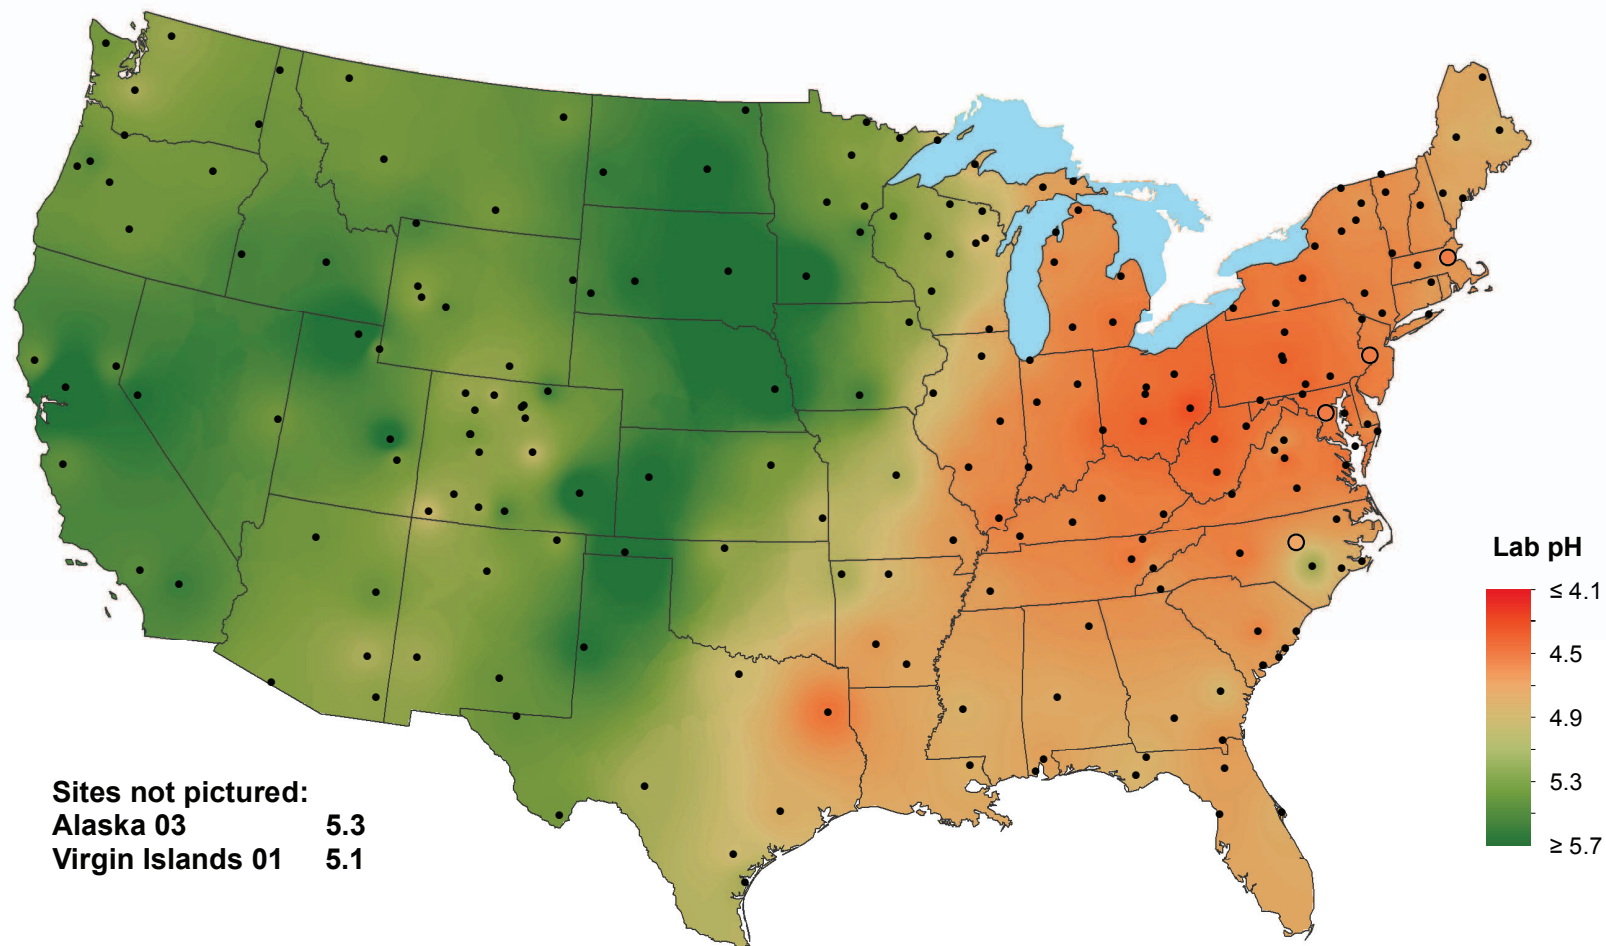 Lab pH
≤ 4.1
4.5
4.9
5.3
≥ 5.7
Sites not pictured:
Alaska 03 5.3
Virgin Islands 01 5.1